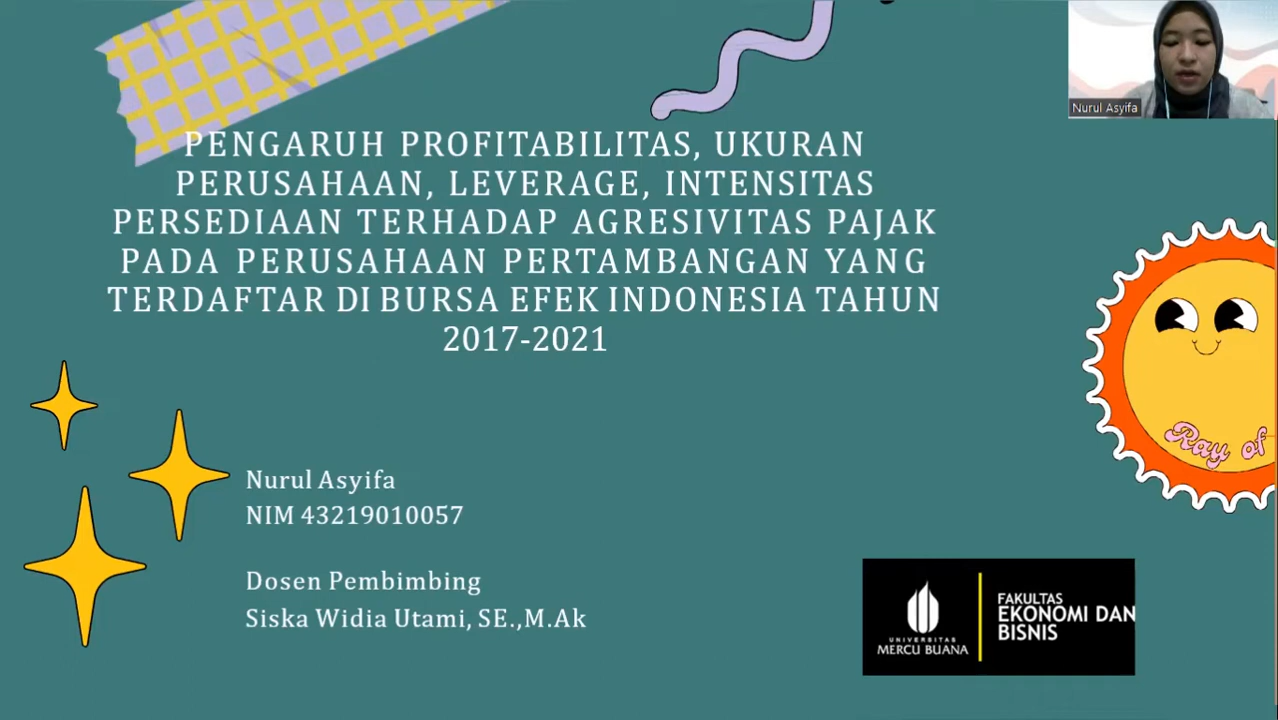 Nurul Asyifa
PENGARUH PROFITABILITAS, UKURAN
PERUSAHAAN, LEVERAGE, INTENSITAS
PERSEDIAAN TERHADAP AGRESIVITAS PAJAK
PADA PERUSAHAAN PERTAMBANGAN YANG
TERDAFTAR DI BURSA EFEK INDONESIA TAHUN
2017-2021
Ray of
Nurul Asyifa
NIM 43219010057
Dosen Pembimbing
Siska Widia Utami, SE.,M.Ak
UNIVERSITAS
MERCU BUANA
FAKULTAS
EKONOMI DAN
BISNIS